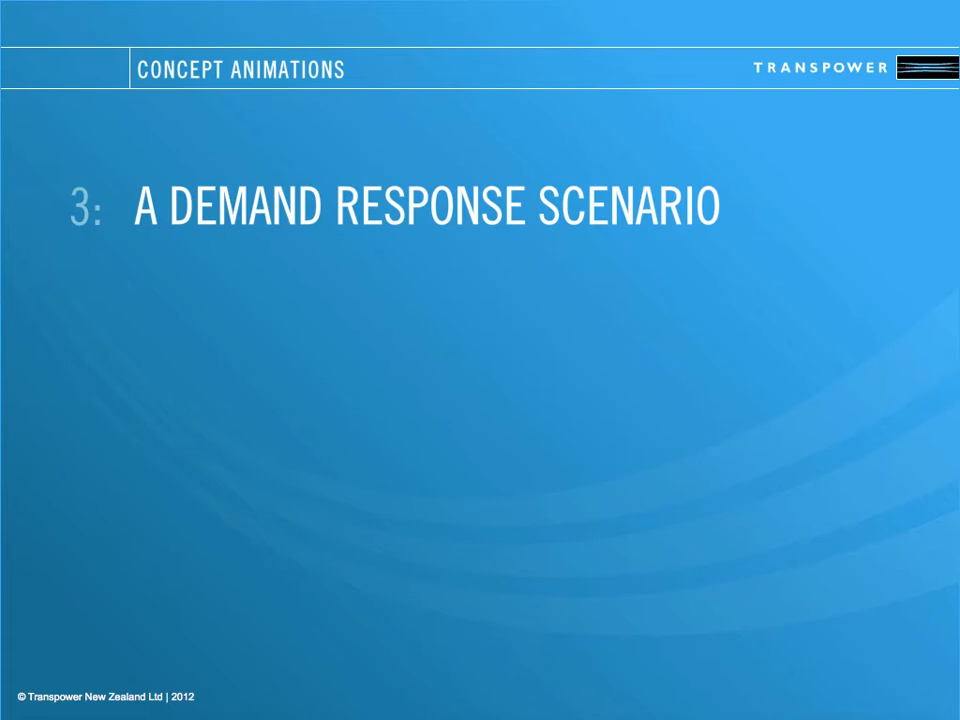 CONCEPT ANIMATIONS
TRANSPOWER
3: A DEMAND RESPONSE SCENARIO
© Transpower New Zealand Ltd | 2012